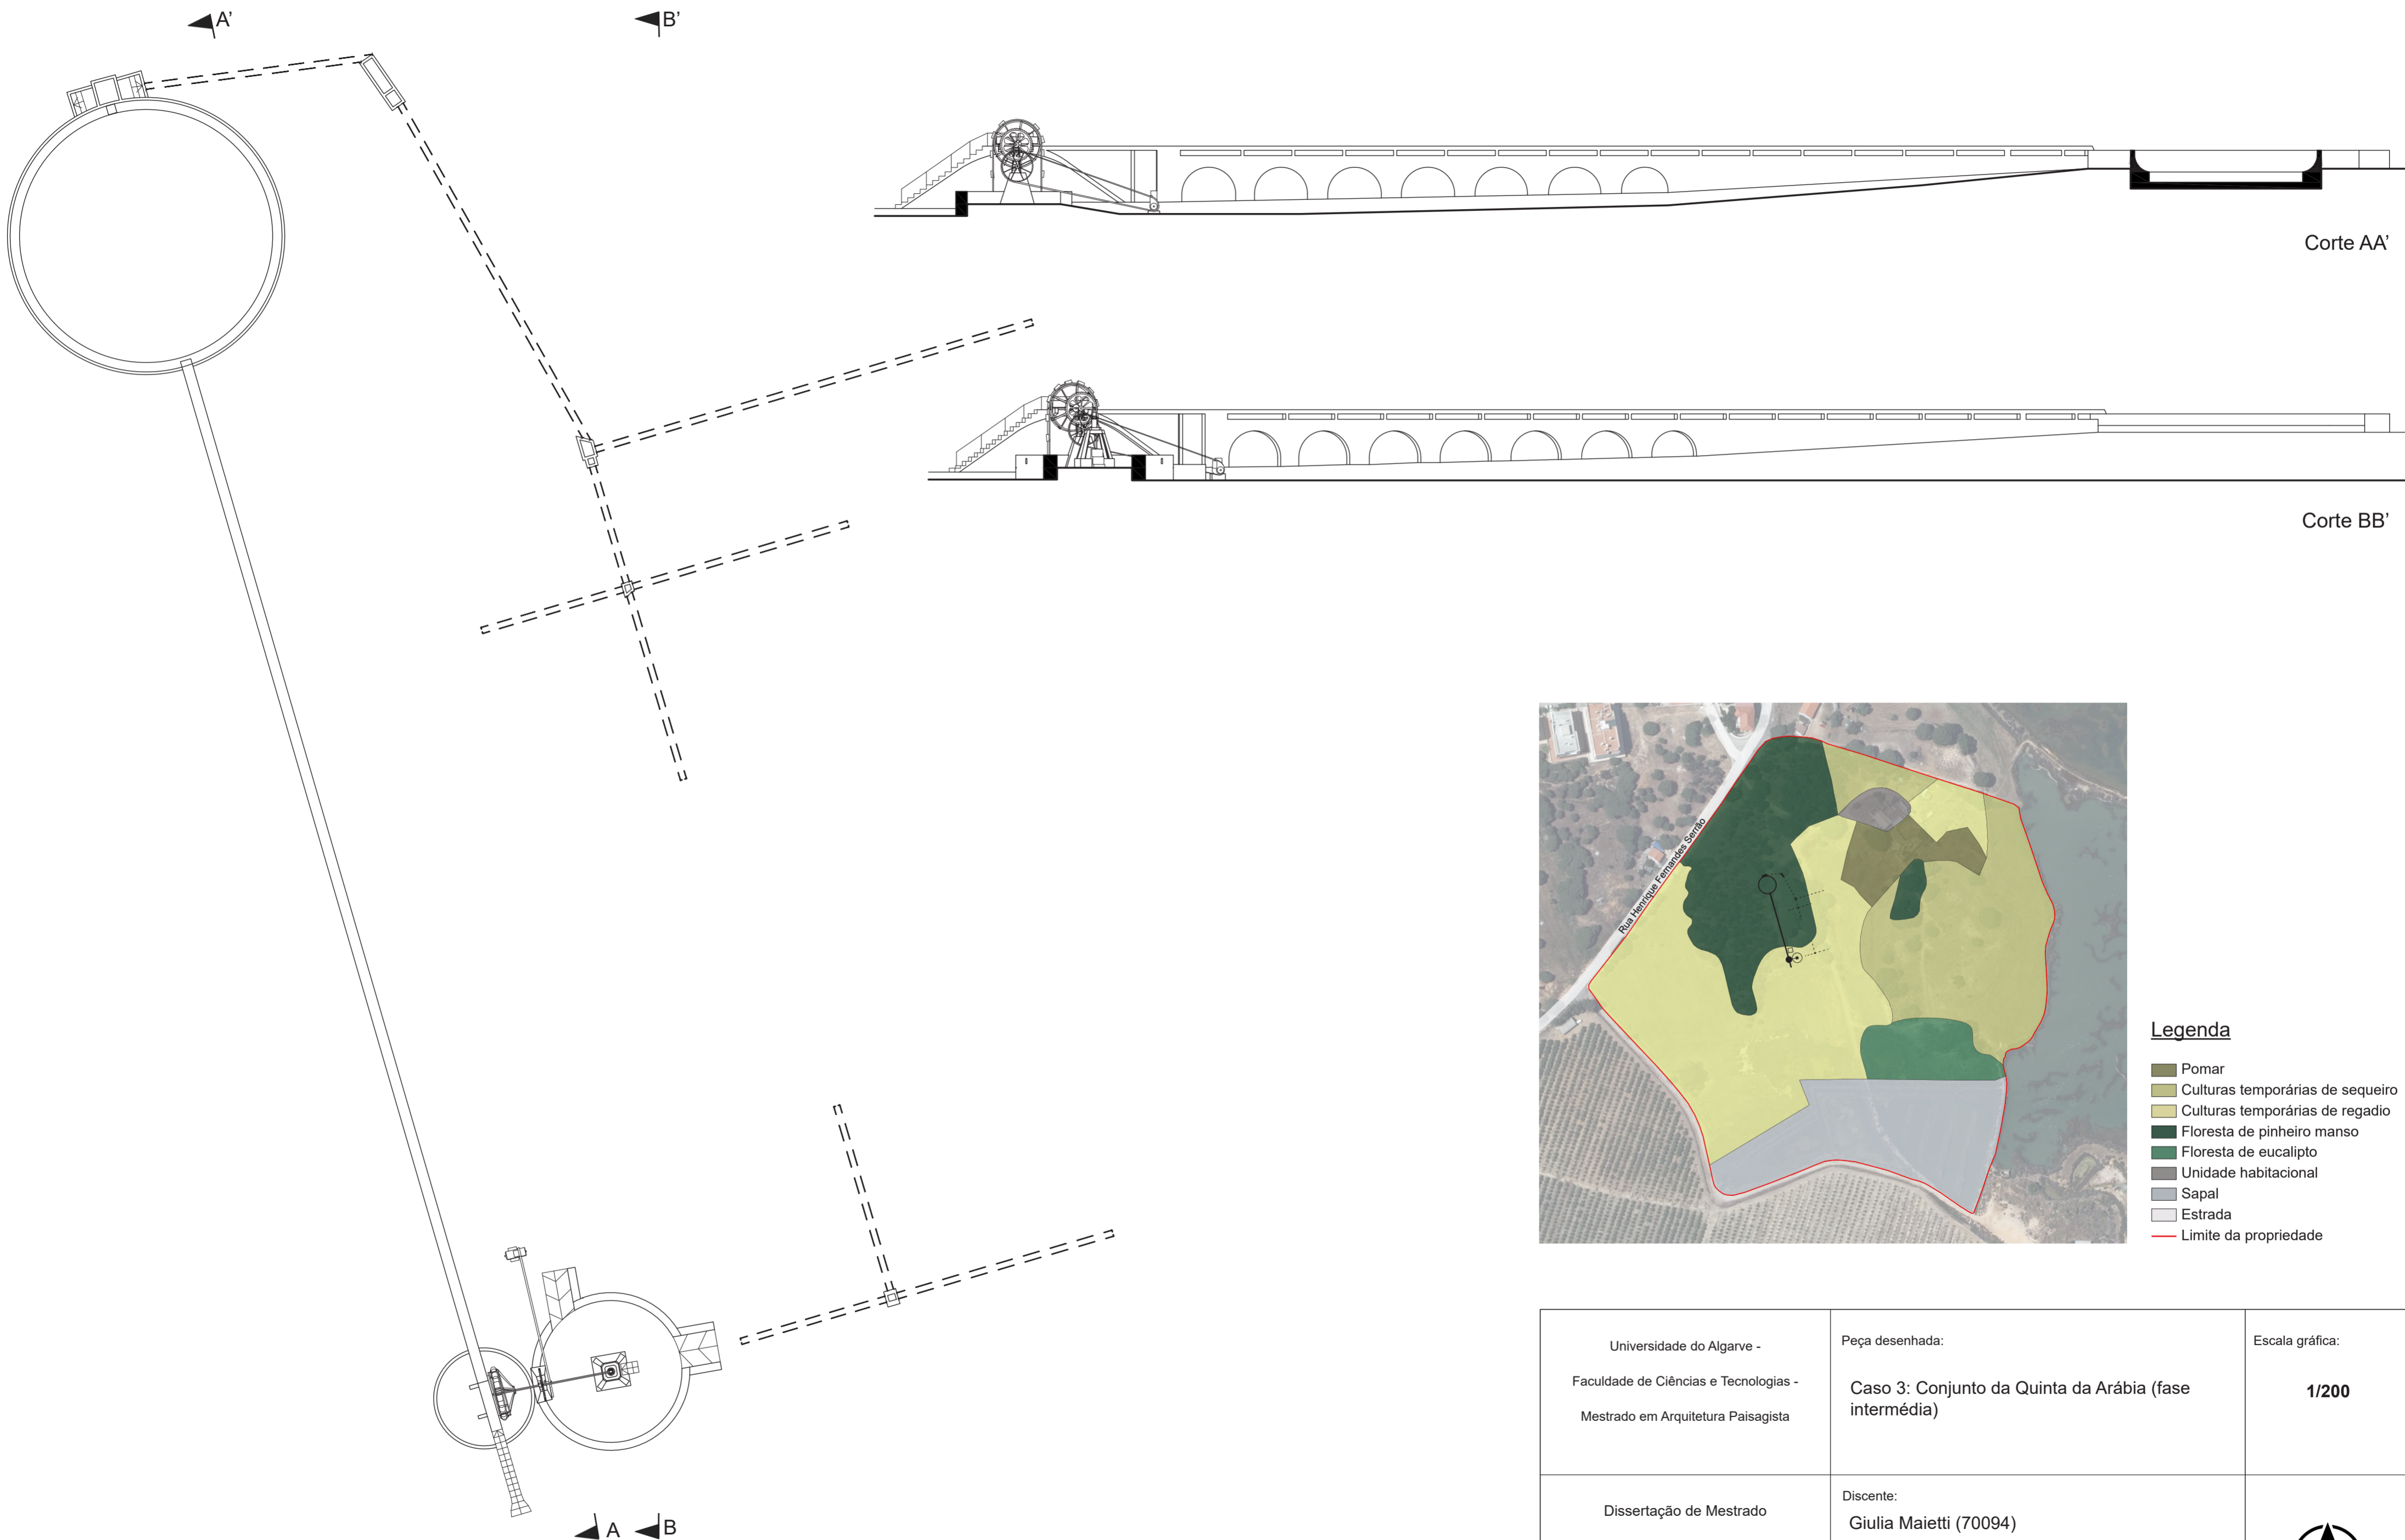 A’
B’
Corte AA’
Corte BB’
Rua Henrique Fernandes Serrão
Legenda
Pomar
Culturas temporárias de sequeiro
Culturas temporárias de regadio
Floresta de pinheiro manso
Floresta de eucalipto
Unidade habitacional
Sapal
Estrada
Limite da propriedade
Universidade do Algarve -
Faculdade de Ciências e Tecnologias -
Mestrado em Arquitetura Paisagista
Peça desenhada:
Caso 3: Conjunto da Quinta da Arábia (fase
intermédia)
Escala gráfica:
1/200
Dissertação de Mestrado
Discente:
Giulia Maietti (70094)
A
B